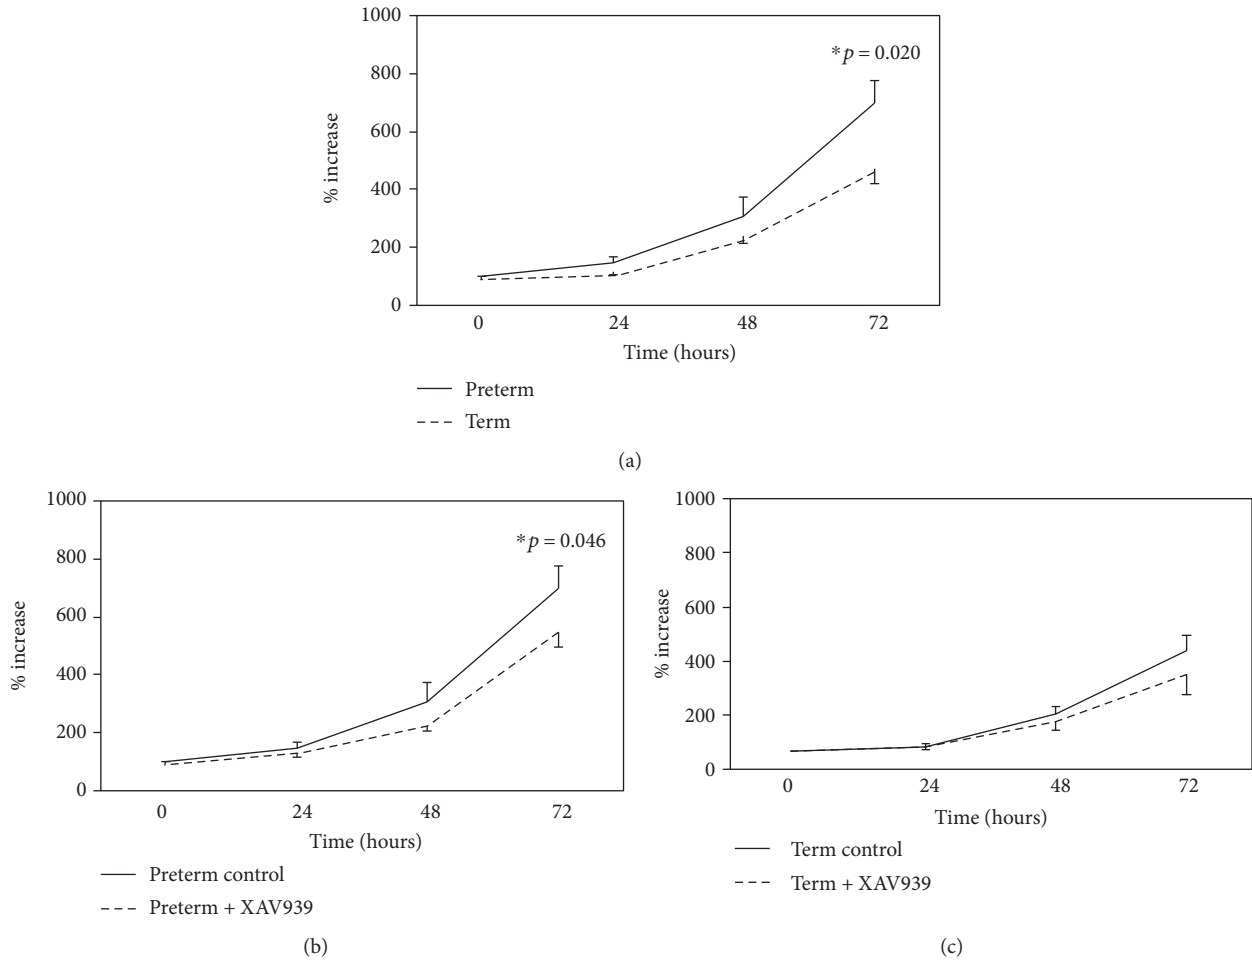 1000
800
600
400
200
0
% increase
*p = 0.020
0 24 48 72
Time (hours)
Preterm
Term
(a)
1000
800
600
400
200
0
% increase
*p = 0.046
0 24 48 72
Time (hours)
Preterm control
Preterm + XAV939
(b)
1000
800
600
400
200
0
% increase
0 24 48 72
Time (hours)
Term control
Term + XAV939
(c)